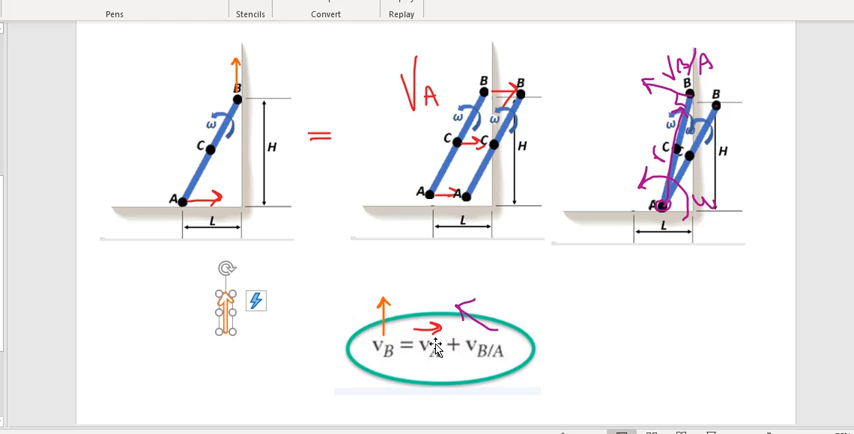 Pens Stencils Convert Replay
B
ω
C
H
A
L
=
VA
B B
ω ω
C C
H
A A
L
VB/A
B B
ω
C C
r
H
A
ω
L
vB = vA + vB/A